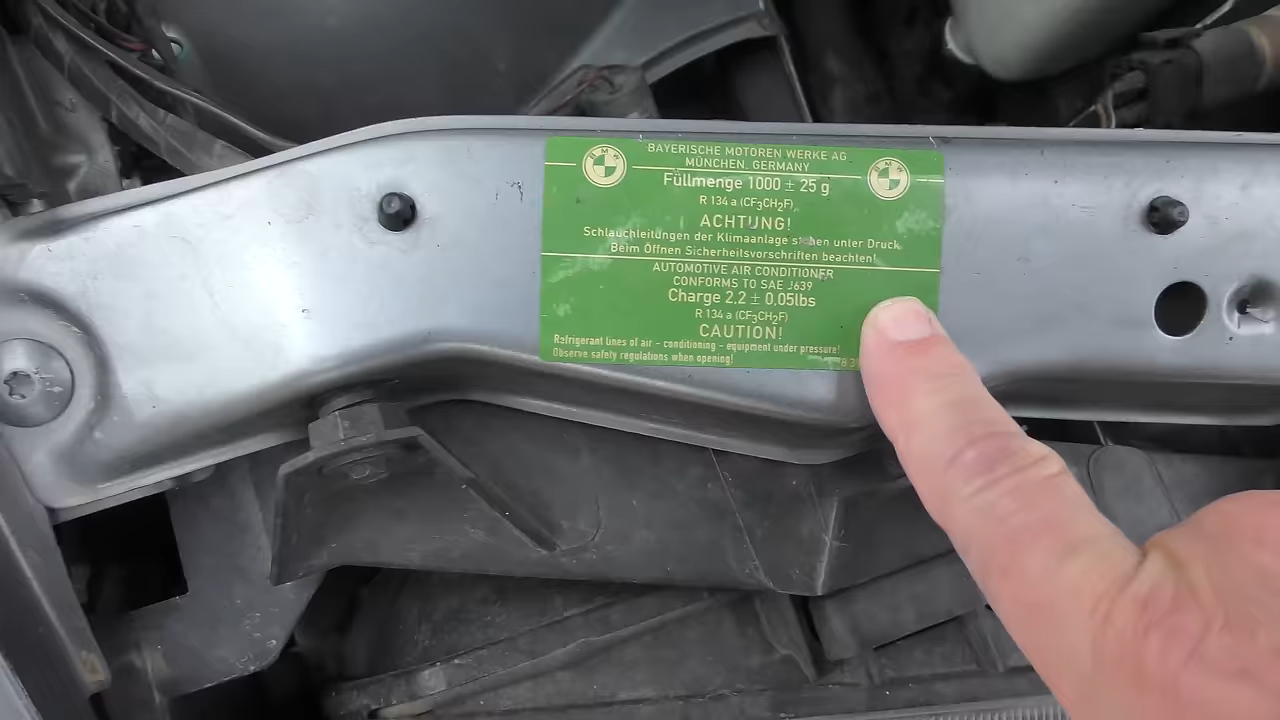 BMW
BMW
BAYERISCHE MOTOREN WERKE AG
MÜNCHEN, GERMANY
Füllmenge 1000 ± 25 g
R 134 a (CF₃CH₂F)
ACHTUNG!
Schlauchleitungen der Klimaanlage stehen unter Druck
Beim Öffnen Sicherheitsvorschriften beachten!
AUTOMOTIVE AIR CONDITIONER
CONFORMS TO SAE J639
Charge 2,2 ± 0,05lbs
R 134 a (CF₃CH₂F)
CAUTION!
Refrigerant lines of air - conditioning - equipment under pressure!
Observe safety regulations when opening!